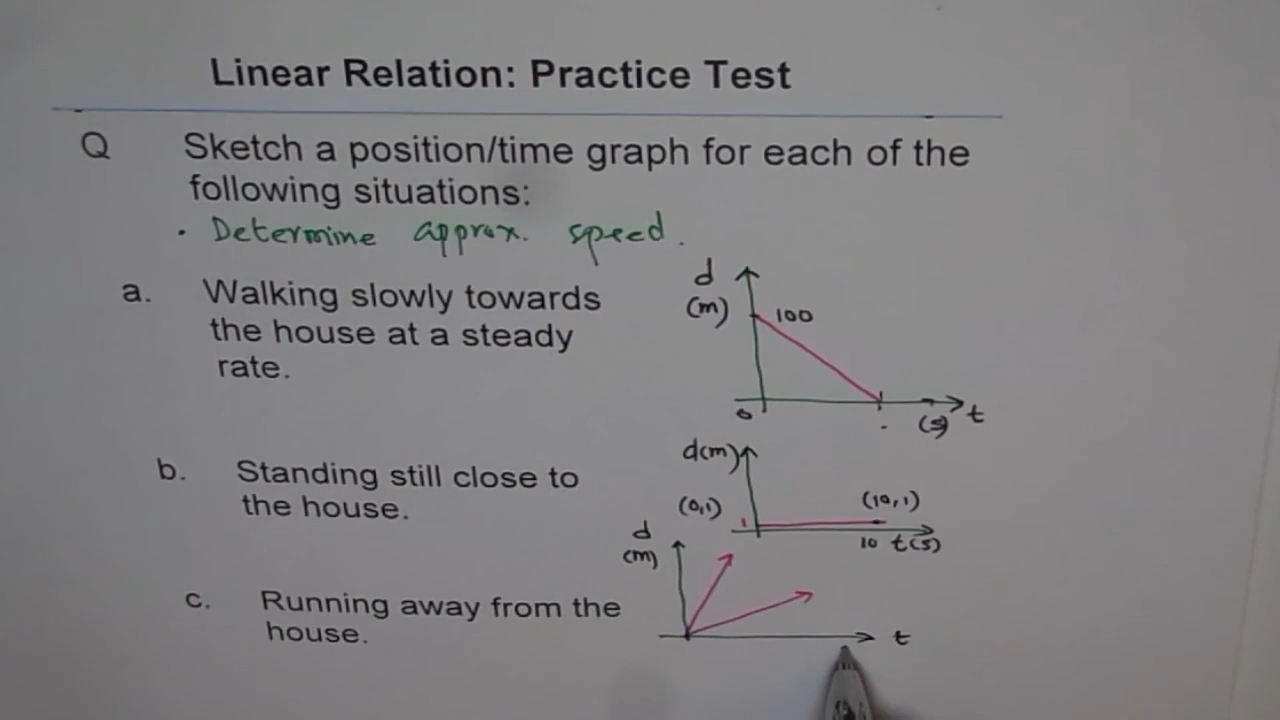 Linear Relation: Practice Test
Q Sketch a position/time graph for each of the
following situations:
· Determine approx. speed.
a. Walking slowly towards
the house at a steady
rate.
d
(m)
100
0
(s) t
b. Standing still close to
the house.
d(m)
(0,1) 1 (10,1)
10 t(s)
c. Running away from the
house.
d
(m)
t